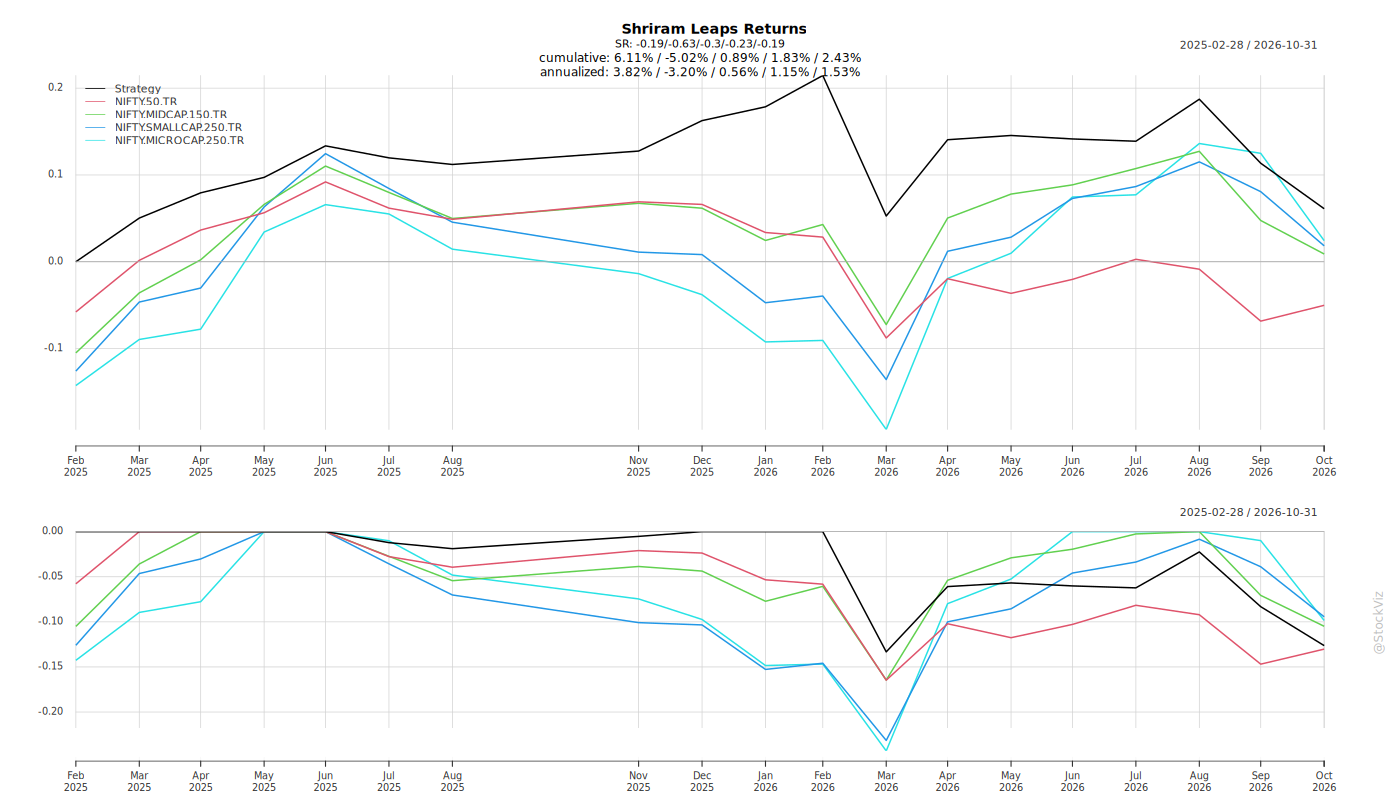 Shriram Leaps Returns
SR: -0.19/-0.63/-0.3/-0.23/-0.19
cumulative: 6.11% / -5.02% / 0.89% / 1.83% / 2.43%
annualized: 3.82% / -3.20% / 0.56% / 1.15% / 1.53%
2025-02-28 / 2026-10-31
Strategy
NIFTY.50.TR
NIFTY.MIDCAP.150.TR
NIFTY.SMALLCAP.250.TR
NIFTY.MICROCAP.250.TR
0.2
0.1
0.0
-0.1
Feb Mar Apr May Jun Jul Aug Nov Dec Jan Feb Mar Apr May Jun Jul Aug Sep Oct
2025 2025 2025 2025 2025 2025 2025 2025 2025 2026 2026 2026 2026 2026 2026 2026 2026 2026 2026
2025-02-28 / 2026-10-31
0.00
-0.05
-0.10
-0.15
-0.20
Feb Mar Apr May Jun Jul Aug Nov Dec Jan Feb Mar Apr May Jun Jul Aug Sep Oct
2025 2025 2025 2025 2025 2025 2025 2025 2025 2026 2026 2026 2026 2026 2026 2026 2026 2026 2026
@StockViz